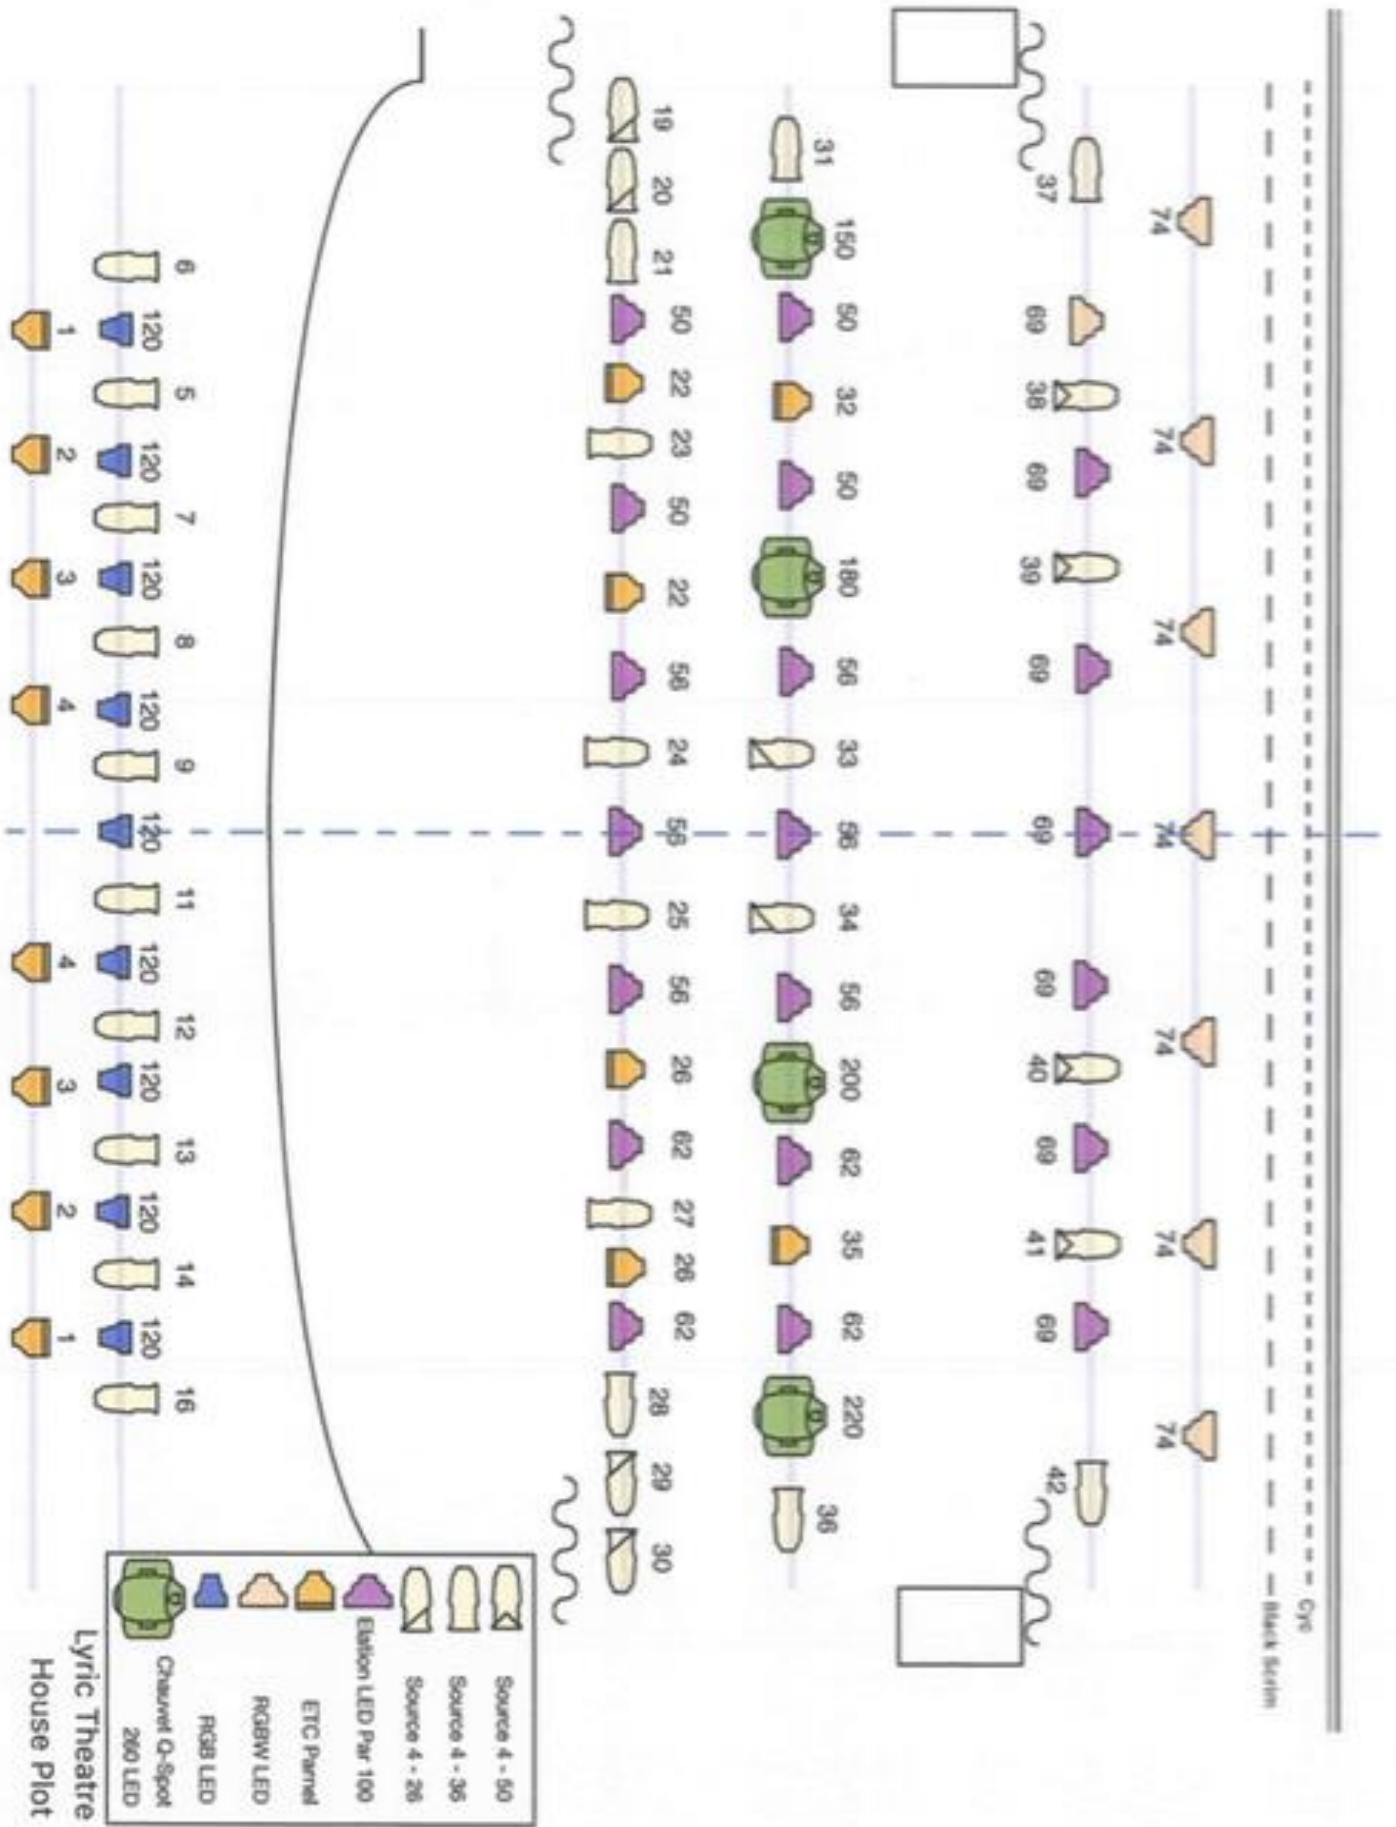 Cyc
Black Scrim
74 74 74 74 74 74 74
37 69 38 69 39 69 69 69 40 69 41 69 42
31 150 50 32 50 180 56 33 56 34 56 200 62 35 62 220 36
19 20 21 50 22 23 50 22 56 24 56 25 56 26 62 27 26 62 28 29 30
Source 4 - 50
Source 4 - 36
Source 4 - 26
Elation LED Par 100
ETC Parnel
RGBW LED
RGB LED
Chauvet Q-Spot
260 LED
6 5 7 8 9 11 12 13 14 16
120 120 120 120 120 120 120 120 120
1 2 3 4 4 3 2 1
Lyric Theatre
House Plot